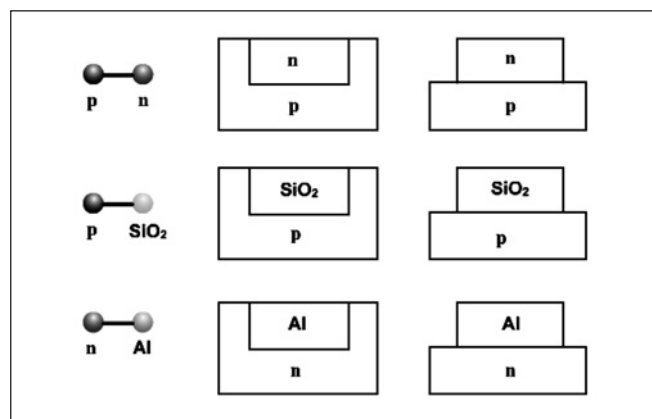 n n
p n p p
SiO₂ SiO₂
p SiO₂ p p
Al Al
n Al n n